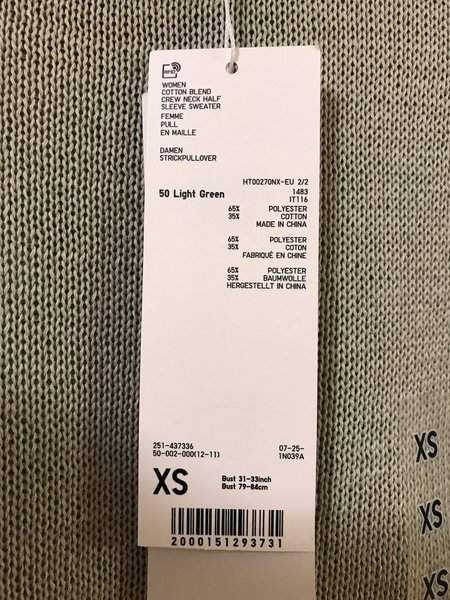 RFID
WOMEN
COTTON BLEND
CREW NECK HALF
SLEEVE SWEATER
FEMME
PULL
EN MAILLE
DAMEN
STRICKPULLOVER
HT00270NX-EU 2/2
50 Light Green 1483
IT116
65% POLYESTER
35% COTTON
MADE IN CHINA
65% POLYESTER
35% COTON
FABRIQUÉ EN CHINE
65% POLYESTER
35% BAUMWOLLE
HERGESTELLT IN CHINA
251-437336 07-25-
50-002-000(12-11) 1N039A
XS Bust 31-33inch
Bust 79-84cm
2000151293731
XS
XS
XS